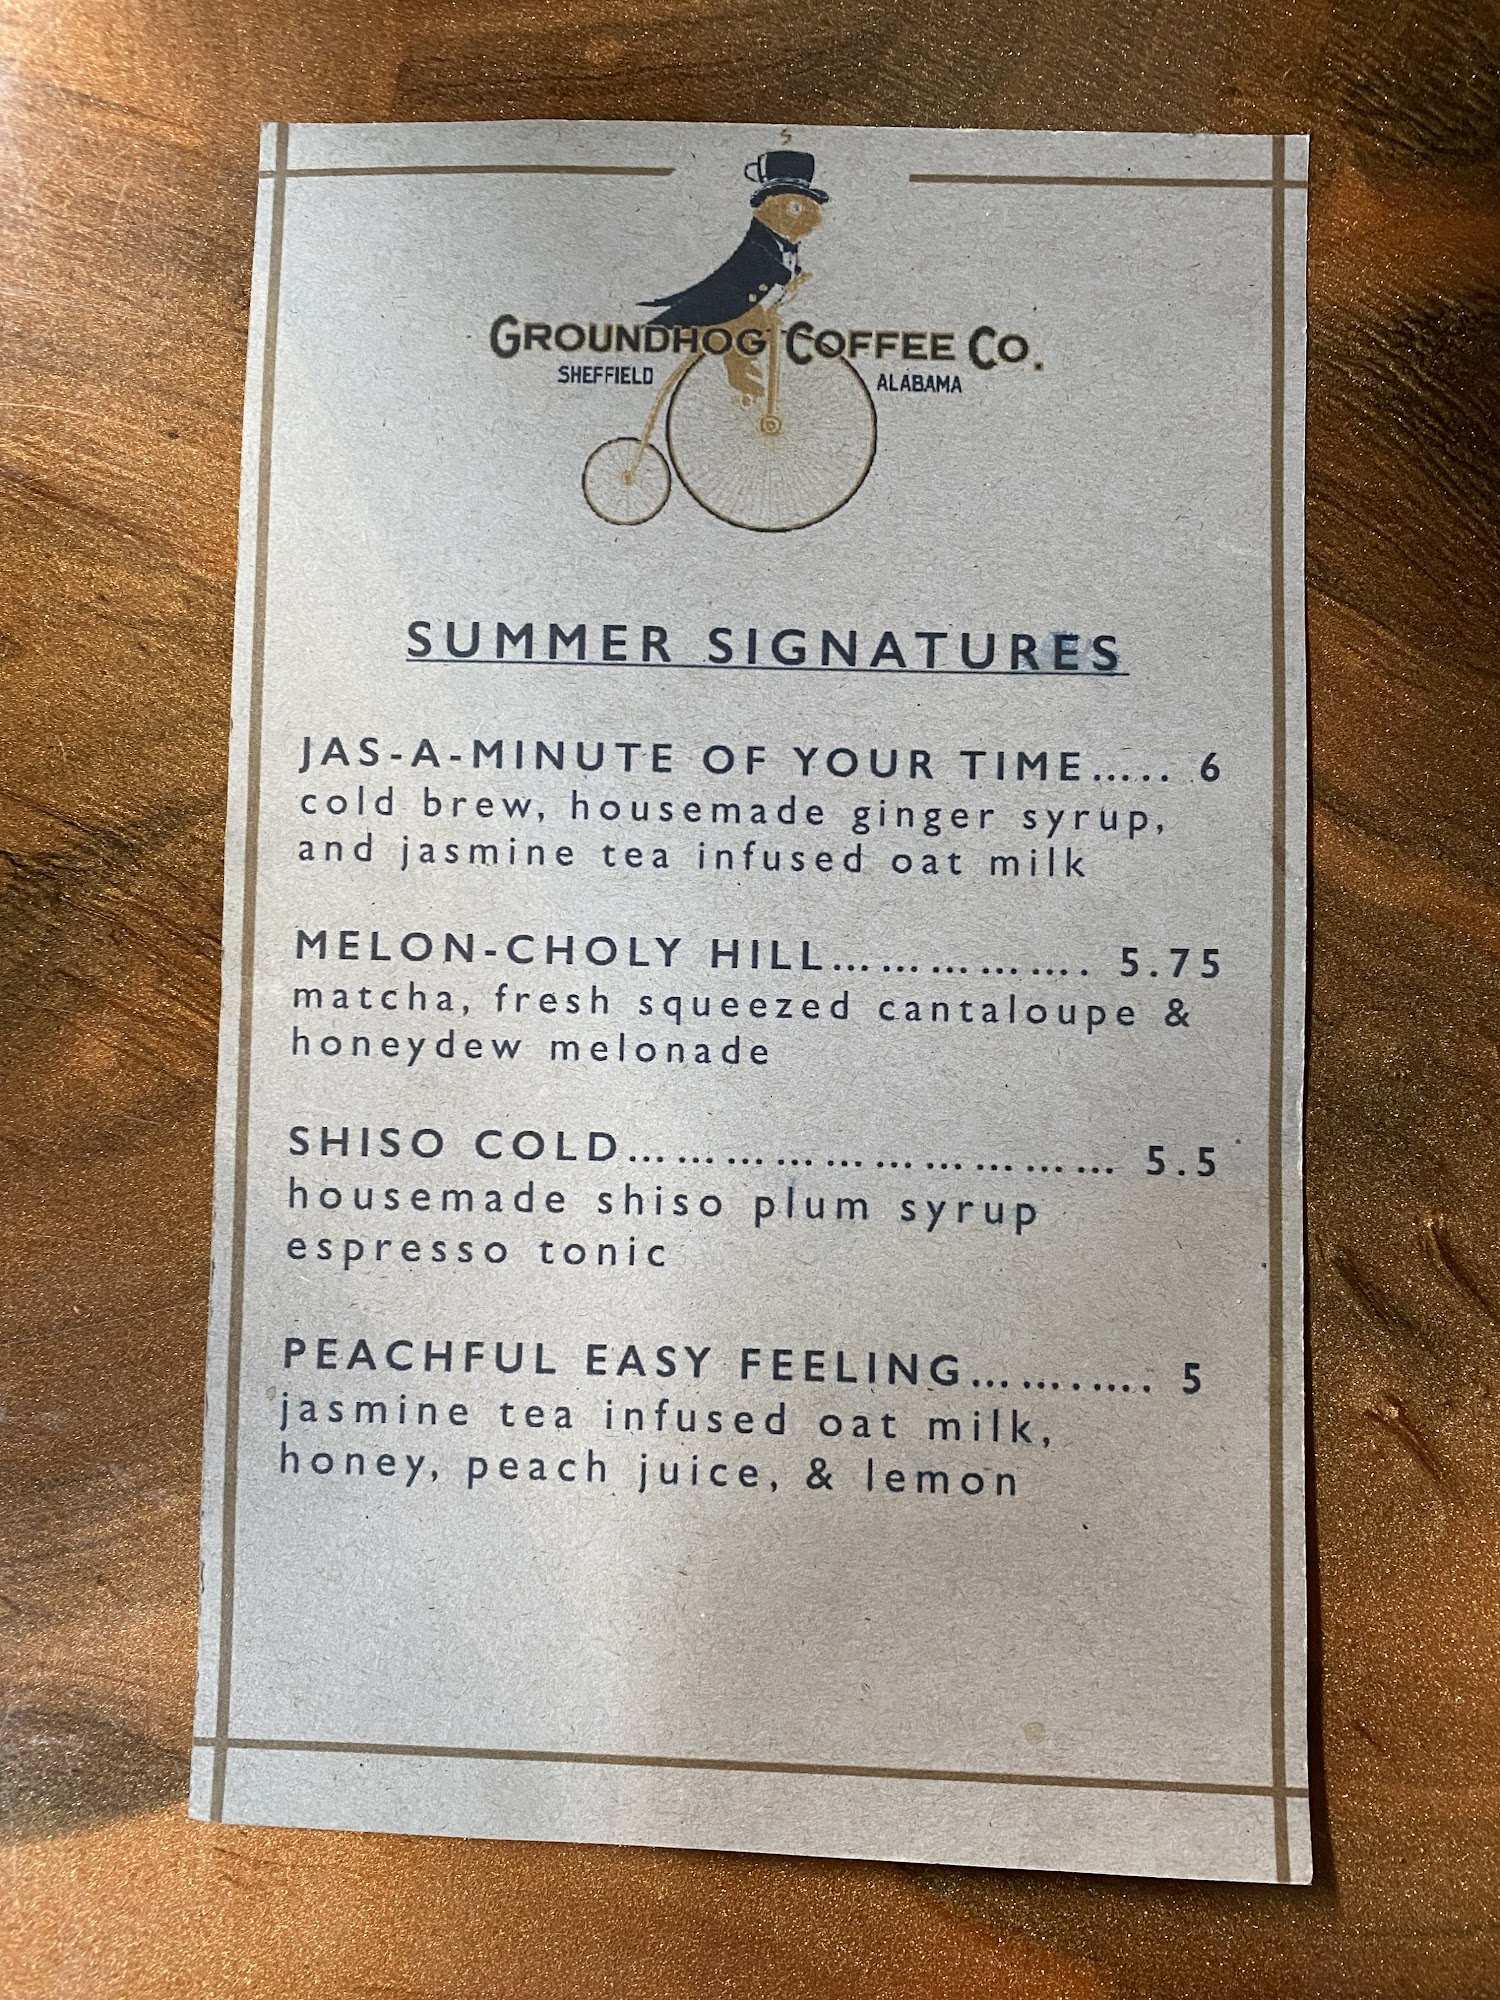 GROUNDHOG COFFEE CO.
SHEFFIELD ALABAMA
SUMMER SIGNATURES
JAS-A-MINUTE OF YOUR TIME..... 6
cold brew, housemade ginger syrup,
and jasmine tea infused oat milk
MELON-CHOLY HILL................ 5.75
matcha, fresh squeezed cantaloupe &
honeydew melonade
SHISO COLD.............................. 5.5
housemade shiso plum syrup
espresso tonic
PEACHFUL EASY FEELING........... 5
jasmine tea infused oat milk,
honey, peach juice, & lemon